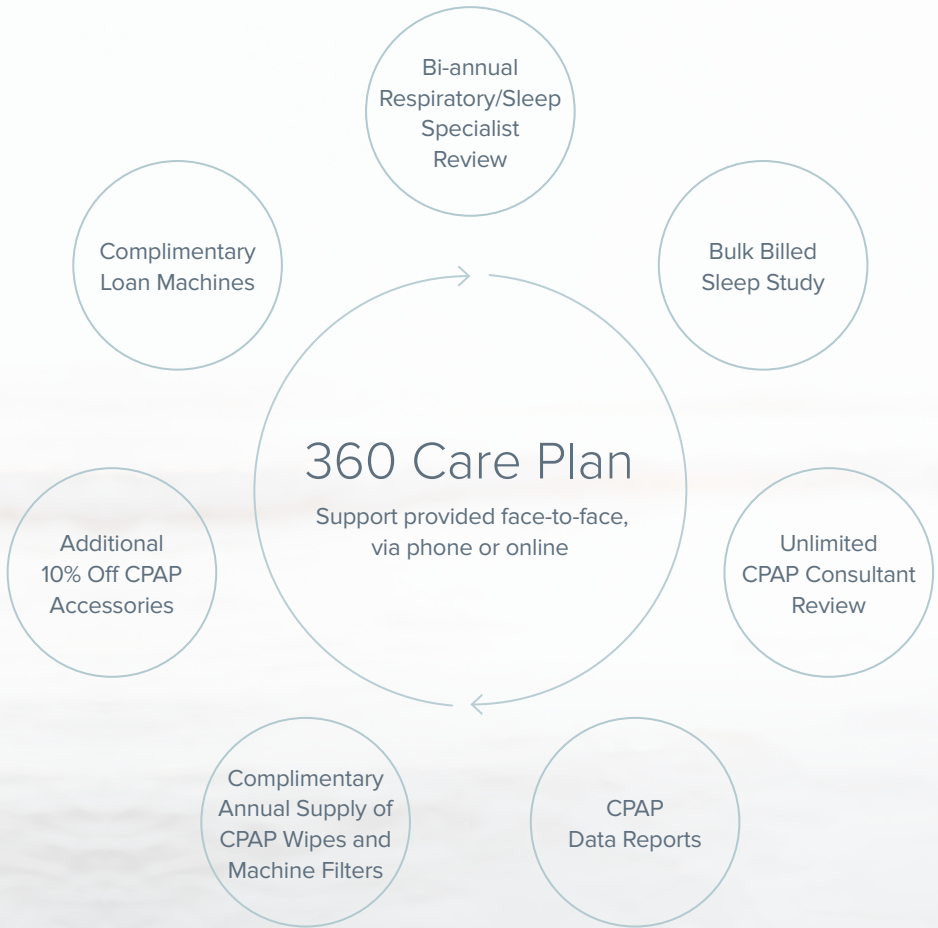 Bi-annual
Respiratory/Sleep
Specialist
Review
Complimentary
Loan Machines
Bulk Billed
Sleep Study
360 Care Plan
Support provided face-to-face,
via phone or online
Additional
10% Off CPAP
Accessories
Unlimited
CPAP Consultant
Review
Complimentary
Annual Supply of
CPAP Wipes and
Machine Filters
CPAP
Data Reports